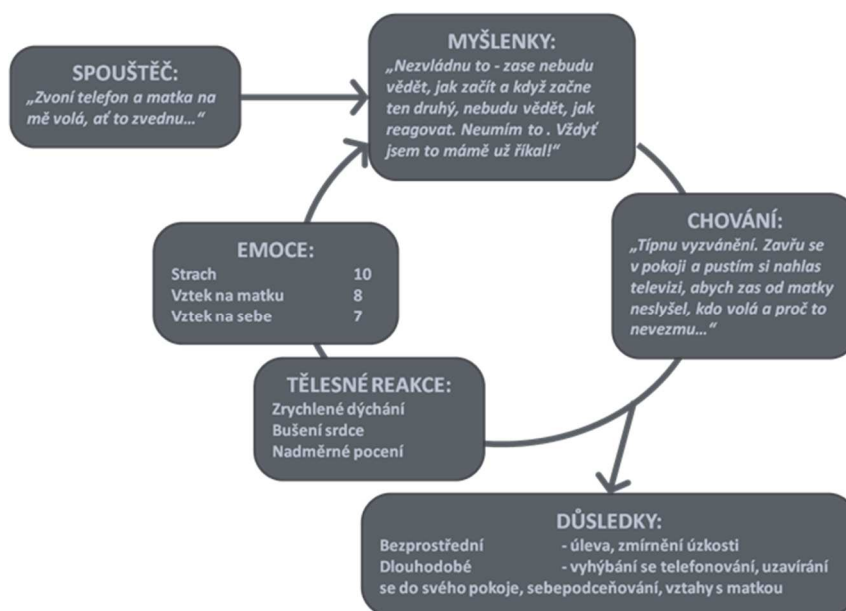 SPOUŠTĚČ:
„Zvoní telefon a matka na
mě volá, ať to zvednu...“
MYŠLENKY:
„Nezvládnu to - zase nebudu
vědět, jak začít a když začne
ten druhý, nebudu vědět, jak
reagovat. Neumím to . Vždyť
jsem to mámě už říkal!“
CHOVÁNÍ:
„Típnu vyzvánění. Zavřu se
v pokoji a pustím si nahlas
televizi, abych zas od matky
neslyšel, kdo volá a proč to
nevezmu...“
EMOCE:
Strach 10
Vztek na matku 8
Vztek na sebe 7
TĚLESNÉ REAKCE:
Zrychlené dýchání
Bušení srdce
Nadměrné pocení
DŮSLEDKY:
Bezprostřední - úleva, zmírnění úzkosti
Dlouhodobé - vyhýbání se telefonování, uzavírání
se do svého pokoje, sebepodceňování, vztahy s matkou